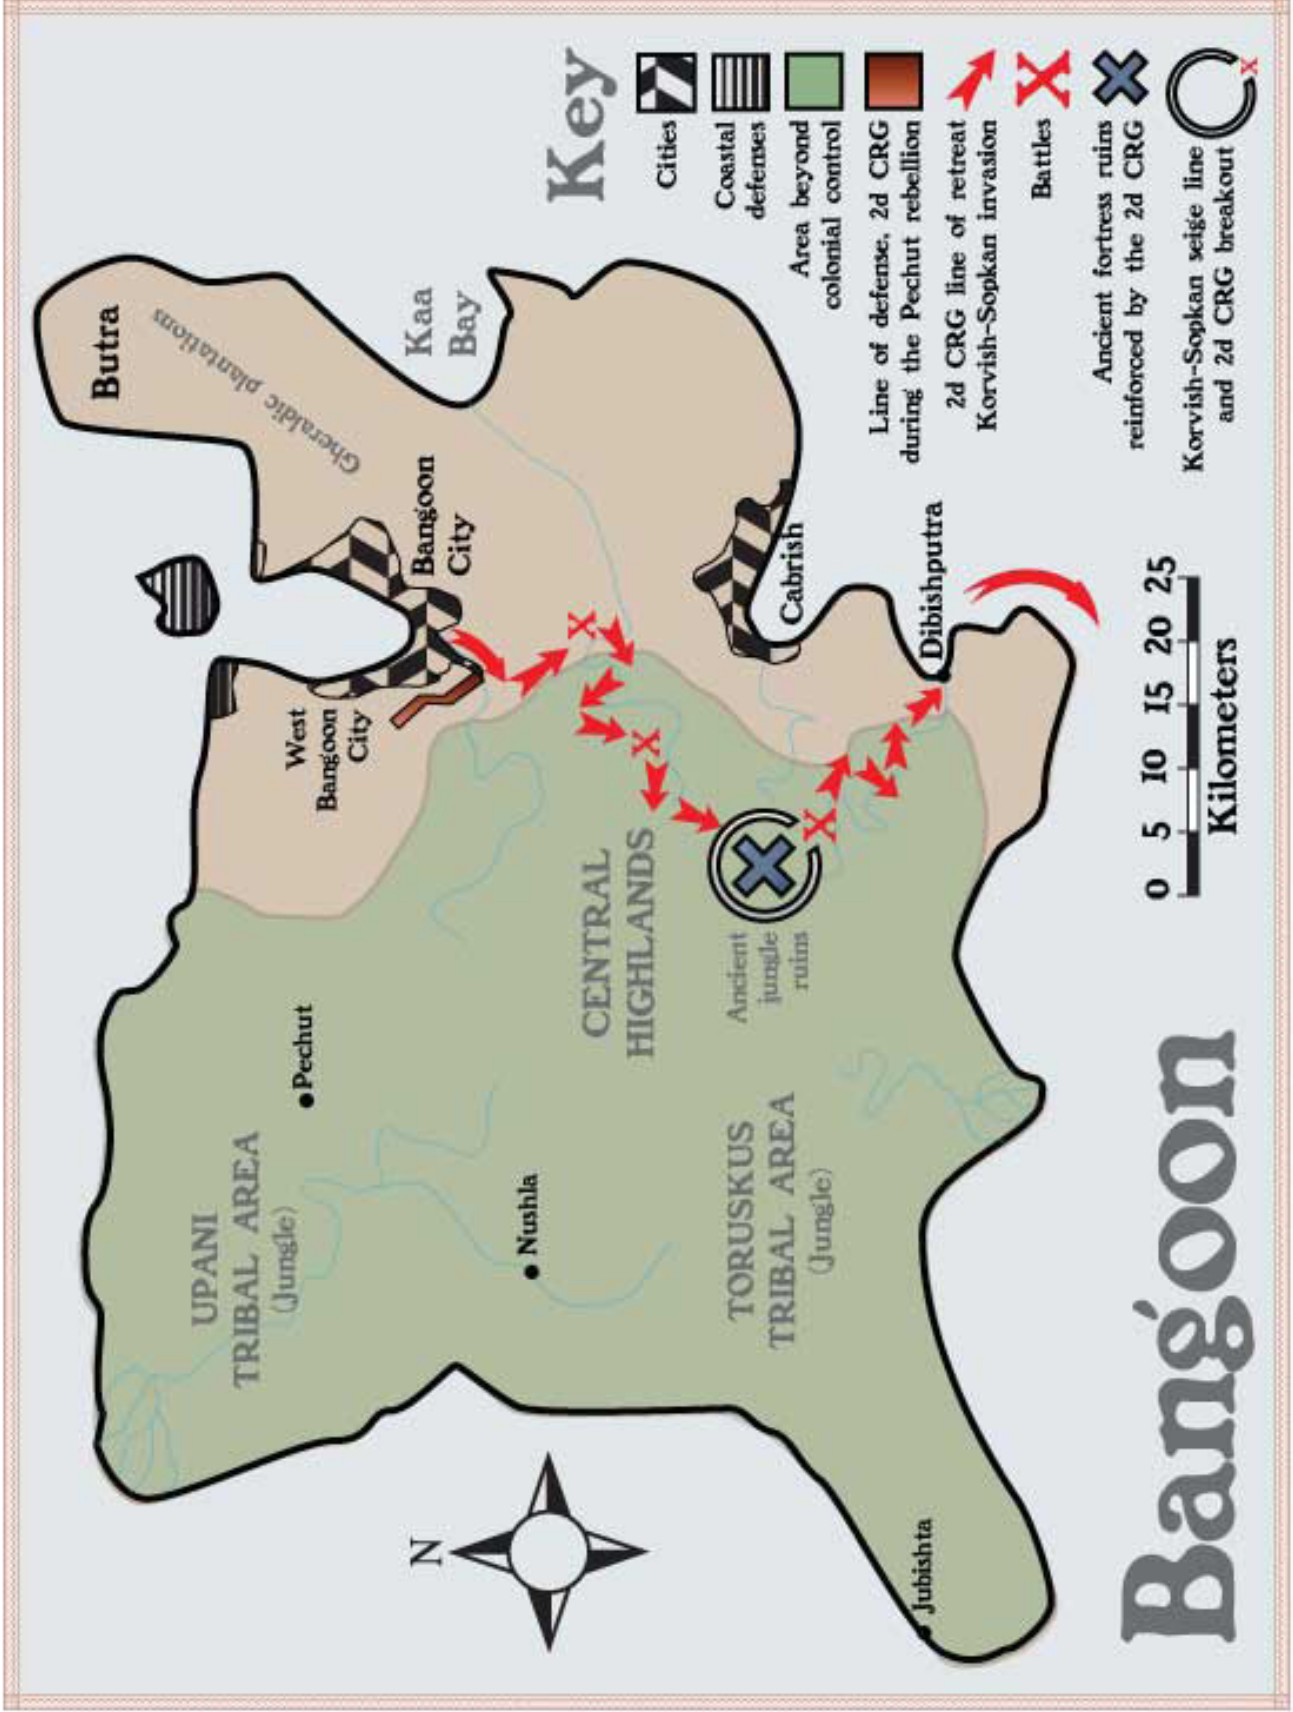 Butra
Gheraldic plantations
Kaa
Bay
Bangoon
City
West
Bangoon
City
Pechut
UPANI
TRIBAL AREA
(Jungle)
CENTRAL
HIGHLANDS
Nushla
Ancient
jungle
ruins
Cabrish
Dibishputra
TORUSKUS
TRIBAL AREA
(Jungle)
Jubishta
N
Bangoon
0 5 10 15 20 25
Kilometers
Key
Cities
Coastal
defenses
Area beyond
colonial control
Line of defense, 2d CRG
during the Pechut rebellion
2d CRG line of retreat
Korvish-Sopkan invasion
Battles
Ancient fortress ruins
reinforced by the 2d CRG
Korvish-Sopkan seige line
and 2d CRG breakout